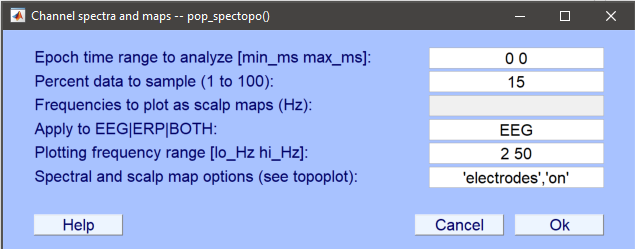 Channel spectra and maps -- pop_spectopo()
Epoch time range to analyze [min_ms max_ms]: 0 0
Percent data to sample (1 to 100): 15
Frequencies to plot as scalp maps (Hz):
Apply to EEG|ERP|BOTH: EEG
Plotting frequency range [lo_Hz hi_Hz]: 2 50
Spectral and scalp map options (see topoplot): 'electrodes','on'
Help Cancel Ok